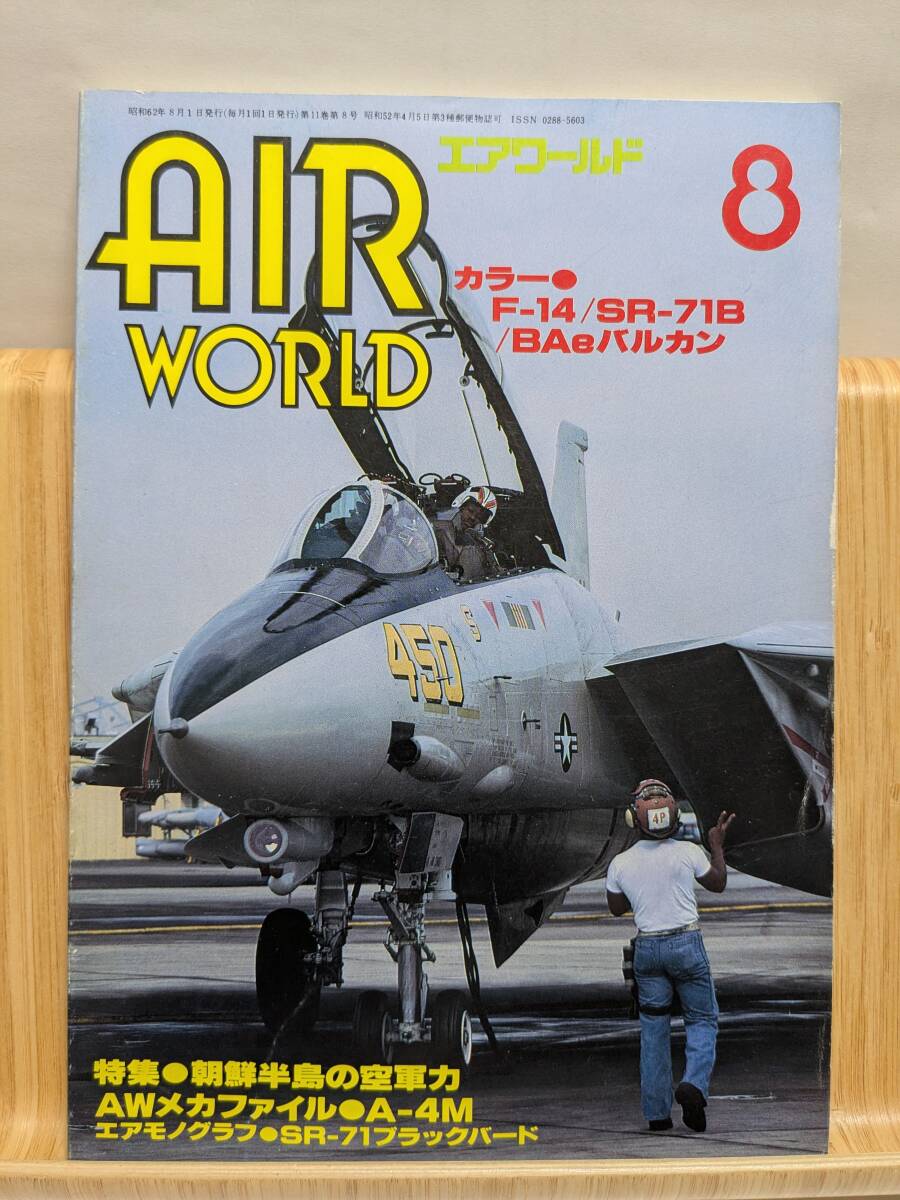 昭和62年8月1日発行(毎月1回1日発行)第11巻第8号 昭和52年4月5日第3種郵便物認可 ISSN 0288-5603
AIR
WORLD
エアワールド
8
カラー●
F-14/SR-71B
/BAeバルカン
450
S
4P
特集●朝鮮半島の空軍力
AWメカファイル●A-4M
エアモノグラフ●SR-71ブラックバード